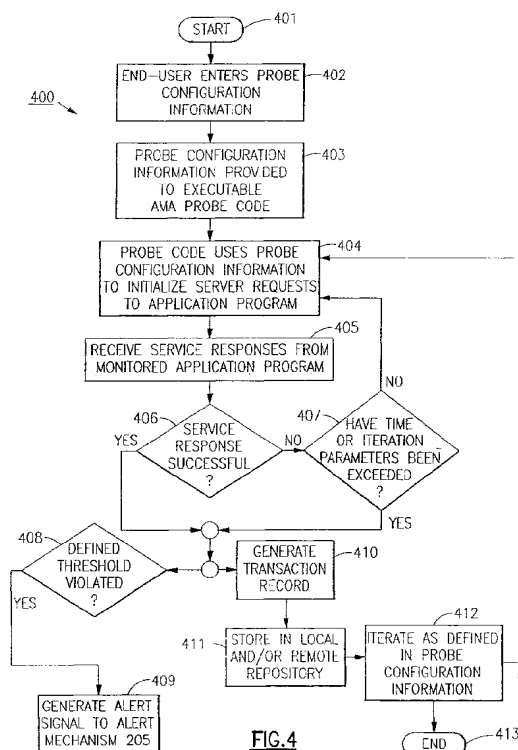 START
401
400
END-USER ENTERS PROBE
CONFIGURATION
INFORMATION
402
PROBE CONFIGURATION
INFORMATION PROVIDED
TO EXECUTABLE
AMA PROBE CODE
403
PROBE CODE USES PROBE
CONFIGURATION INFORMATION
TO INITIALIZE SERVER REQUESTS
TO APPLICATION PROGRAM
404
RECEIVE SERVICE RESPONSES FROM
MONITORED APPLICATION PROGRAM
405
406
SERVICE
RESPONSE
SUCCESSFUL
?
YES
NO
407
HAVE TIME
OR ITERATION
PARAMETERS BEEN
EXCEEDED
?
NO
YES
408
DEFINED
THRESHOLD
VIOLATED
?
YES
GENERATE
TRANSACTION
RECORD
410
411
STORE IN LOCAL
AND/OR REMOTE
REPOSITORY
412
ITERATE AS DEFINED
IN PROBE
CONFIGURATION
INFORMATION
409
GENERATE ALERT
SIGNAL TO ALERT
MECHANISM 205
FIG.4
END
413